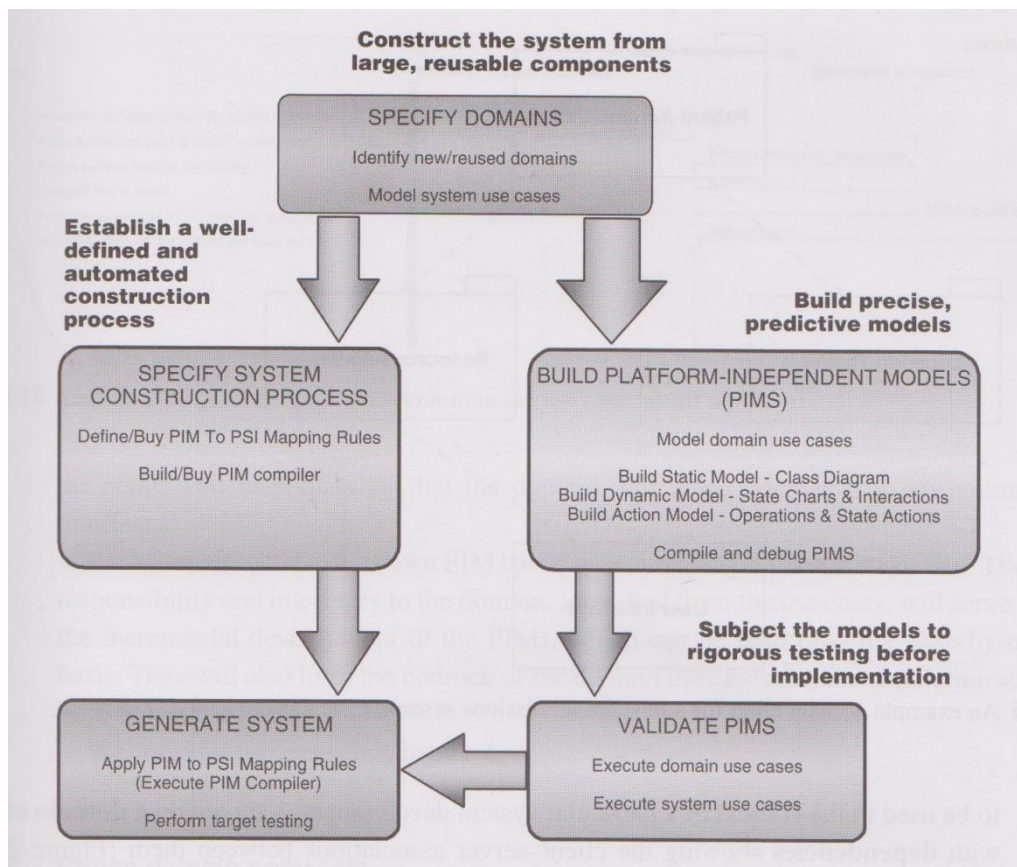 Construct the system from
large, reusable components
SPECIFY DOMAINS
Identify new/reused domains
Model system use cases
Establish a well-
defined and
automated
construction
process
Build precise,
predictive models
SPECIFY SYSTEM
CONSTRUCTION PROCESS
Define/Buy PIM To PSI Mapping Rules
Build/Buy PIM compiler
BUILD PLATFORM-INDEPENDENT MODELS
(PIMS)
Model domain use cases
Build Static Model - Class Diagram
Build Dynamic Model - State Charts & Interactions
Build Action Model - Operations & State Actions
Compile and debug PIMS
Subject the models to
rigorous testing before
implementation
GENERATE SYSTEM
Apply PIM to PSI Mapping Rules
(Execute PIM Compiler)
Perform target testing
VALIDATE PIMS
Execute domain use cases
Execute system use cases